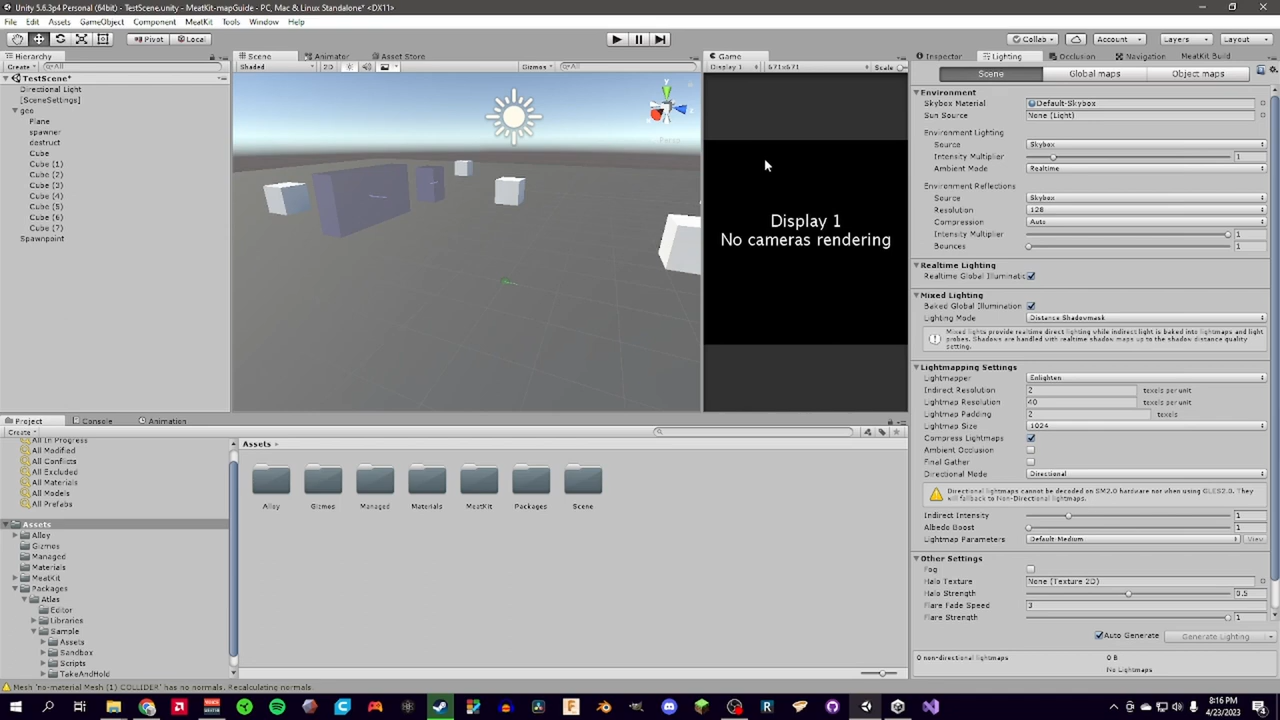 Unity 5.6.3p4 Personal (64bit) - TestScene.unity - MeatKit-mapGuide - PC, Mac & Linux Standalone* <DX11>
File Edit Assets GameObject Component MeatKit Tools Window Help
Pivot Local Collab Account Layers Layout
Hierarchy
Create All
TestScene*
Directional Light
[SceneSettings]
geo
Plane
spawner
destruct
Cube
Cube (1)
Cube (2)
Cube (3)
Cube (4)
Cube (5)
Cube (6)
Cube (7)
Spawnpoint
Scene Animator Asset Store
Shaded 2D Gizmos All
y
Persp
Game
Display 1 671x671 Scale
Display 1
No cameras rendering
Inspector Lighting Occlusion Navigation MeatKit Build
Scene Global maps Object maps
Environment
Skybox Material Default-Skybox
Sun Source None (Light)
Environment Lighting
Source Skybox
Intensity Multiplier 1
Ambient Mode Realtime
Environment Reflections
Source Skybox
Resolution 128
Compression Auto
Intensity Multiplier 1
Bounces 1
Realtime Lighting
Realtime Global Illuminatic
Mixed Lighting
Baked Global Illumination
Lighting Mode Distance Shadowmask
Mixed lights provide realtime direct lighting while indirect light is baked into lightmaps and light
probes. Shadows are handled with realtime shadow maps up to the shadow distance quality
setting.
Lightmapping Settings
Lightmapper Enlighten
Indirect Resolution 2 texels per unit
Lightmap Resolution 40 texels per unit
Lightmap Padding 2 texels
Lightmap Size 1024
Compress Lightmaps
Ambient Occlusion
Final Gather
Directional Mode Directional
Directional lightmaps cannot be decoded on SM2.0 hardware nor when using GLES2.0. They
will fallback to Non-Directional lightmaps.
Indirect Intensity 1
Albedo Boost 1
Lightmap Parameters Default-Medium View
Other Settings
Fog
Halo Texture None (Texture 2D)
Halo Strength 0.5
Flare Fade Speed 3
Flare Strength 1
Auto Generate Generate Lighting
0 non-directional lightmaps 0 B
No Lightmaps
Project Console Animation
Create
All In Progress
All Modified
All Conflicts
All Excluded
All Materials
All Models
All Prefabs
Assets
Alloy
Gizmos
Managed
Materials
MeatKit
Packages
Atlas
Editor
Libraries
Sample
Assets
Sandbox
Scripts
TakeAndHold
Assets
Alloy Gizmos Managed Materials MeatKit Packages Scene
Mesh 'no-material Mesh (1) COLLIDER' has no normals. Recalculating normals
8:16 PM
4/23/2023